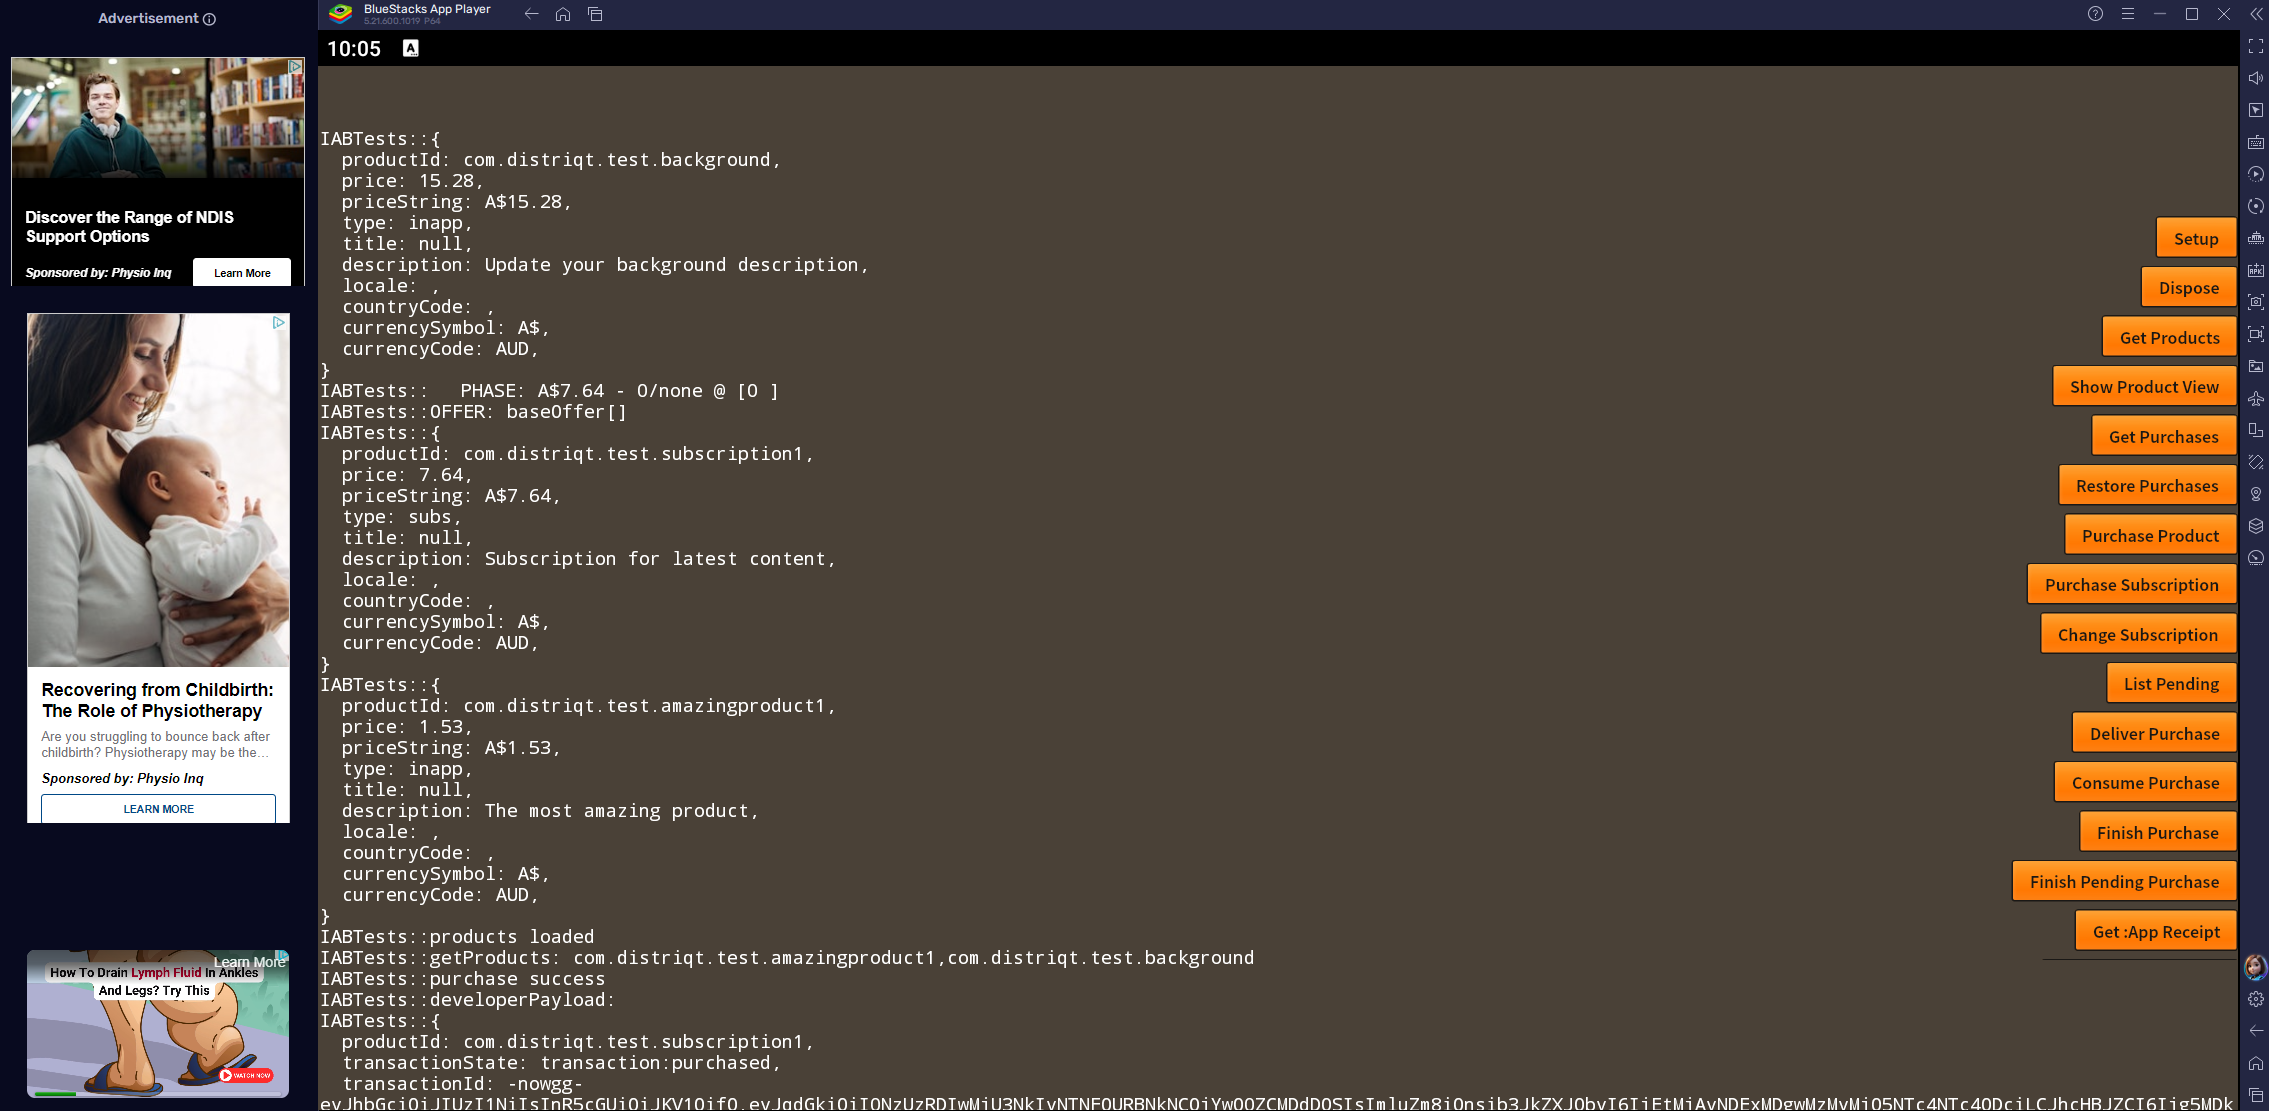 Advertisement
Discover the Range of NDIS
Support Options
Sponsored by: Physio Inq
Learn More
Recovering from Childbirth:
The Role of Physiotherapy
Are you struggling to bounce back after
childbirth? Physiotherapy may be the...
Sponsored by: Physio Inq
LEARN MORE
Learn More
How To Drain Lymph Fluid In Ankles
And Legs? Try This
WATCH NOW
BlueStacks App Player
5.21.600.1019 P64
10:05
IABTests::{
productId: com.distriqt.test.background,
price: 15.28,
priceString: A$15.28,
type: inapp,
title: null,
description: Update your background description,
locale: ,
countryCode: ,
currencySymbol: A$,
currencyCode: AUD,
}
IABTests:: PHASE: A$7.64 - 0/none @ [0 ]
IABTests::OFFER: baseOffer[]
IABTests::{
productId: com.distriqt.test.subscription1,
price: 7.64,
priceString: A$7.64,
type: subs,
title: null,
description: Subscription for latest content,
locale: ,
countryCode: ,
currencySymbol: A$,
currencyCode: AUD,
}
IABTests::{
productId: com.distriqt.test.amazingproduct1,
price: 1.53,
priceString: A$1.53,
type: inapp,
title: null,
description: The most amazing product,
locale: ,
countryCode: ,
currencySymbol: A$,
currencyCode: AUD,
}
IABTests::products loaded
IABTests::getProducts: com.distriqt.test.amazingproduct1,com.distriqt.test.background
IABTests::purchase success
IABTests::developerPayload:
IABTests::{
productId: com.distriqt.test.subscription1,
transactionState: transaction:purchased,
transactionId: -nowgg-
Setup
Dispose
Get Products
Show Product View
Get Purchases
Restore Purchases
Purchase Product
Purchase Subscription
Change Subscription
List Pending
Deliver Purchase
Consume Purchase
Finish Purchase
Finish Pending Purchase
Get :App Receipt